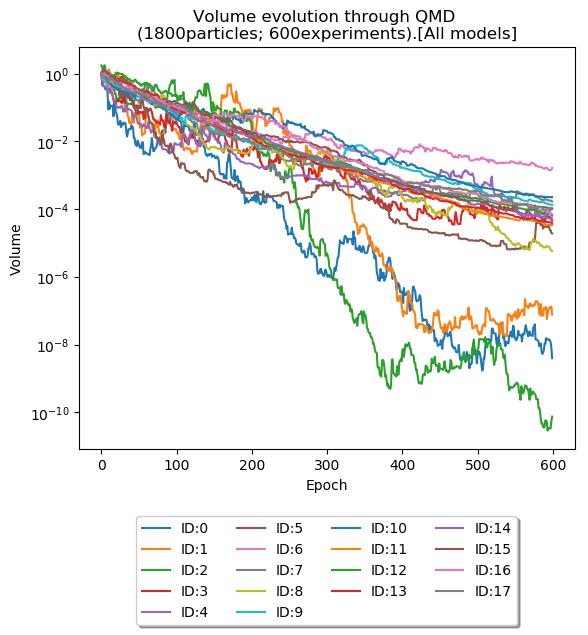 Volume evolution through QMD
(1800particles; 600experiments).[All models]
Volume
10^0
10^-2
10^-4
10^-6
10^-8
10^-10
0 100 200 300 400 500 600
Epoch
ID:0 ID:5 ID:10 ID:14
ID:1 ID:6 ID:11 ID:15
ID:2 ID:7 ID:12 ID:16
ID:3 ID:8 ID:13 ID:17
ID:4 ID:9